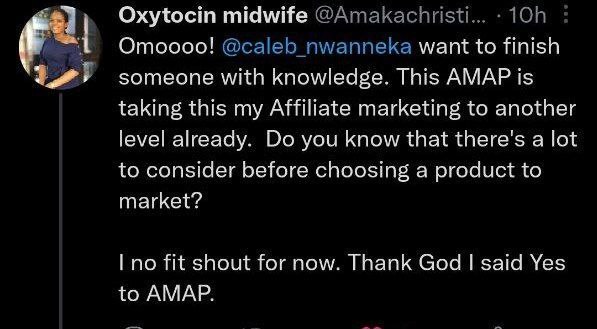 Oxytocin midwife @Amakachristi... · 10h
Omoooo! @caleb_nwanneka want to finish
someone with knowledge. This AMAP is
taking this my Affiliate marketing to another
level already.  Do you know that there's a lot
to consider before choosing a product to
market?
I no fit shout for now. Thank God I said Yes
to AMAP.